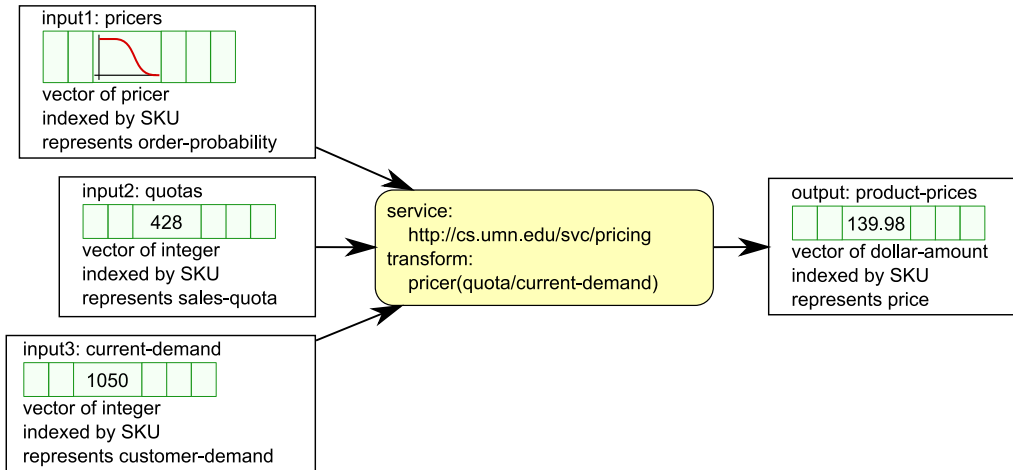 input1: pricers
vector of pricer
indexed by SKU
represents order-probability
input2: quotas
428
vector of integer
indexed by SKU
represents sales-quota
input3: current-demand
1050
vector of integer
indexed by SKU
represents customer-demand
service:
http://cs.umn.edu/svc/pricing
transform:
pricer(quota/current-demand)
output: product-prices
139.98
vector of dollar-amount
indexed by SKU
represents price